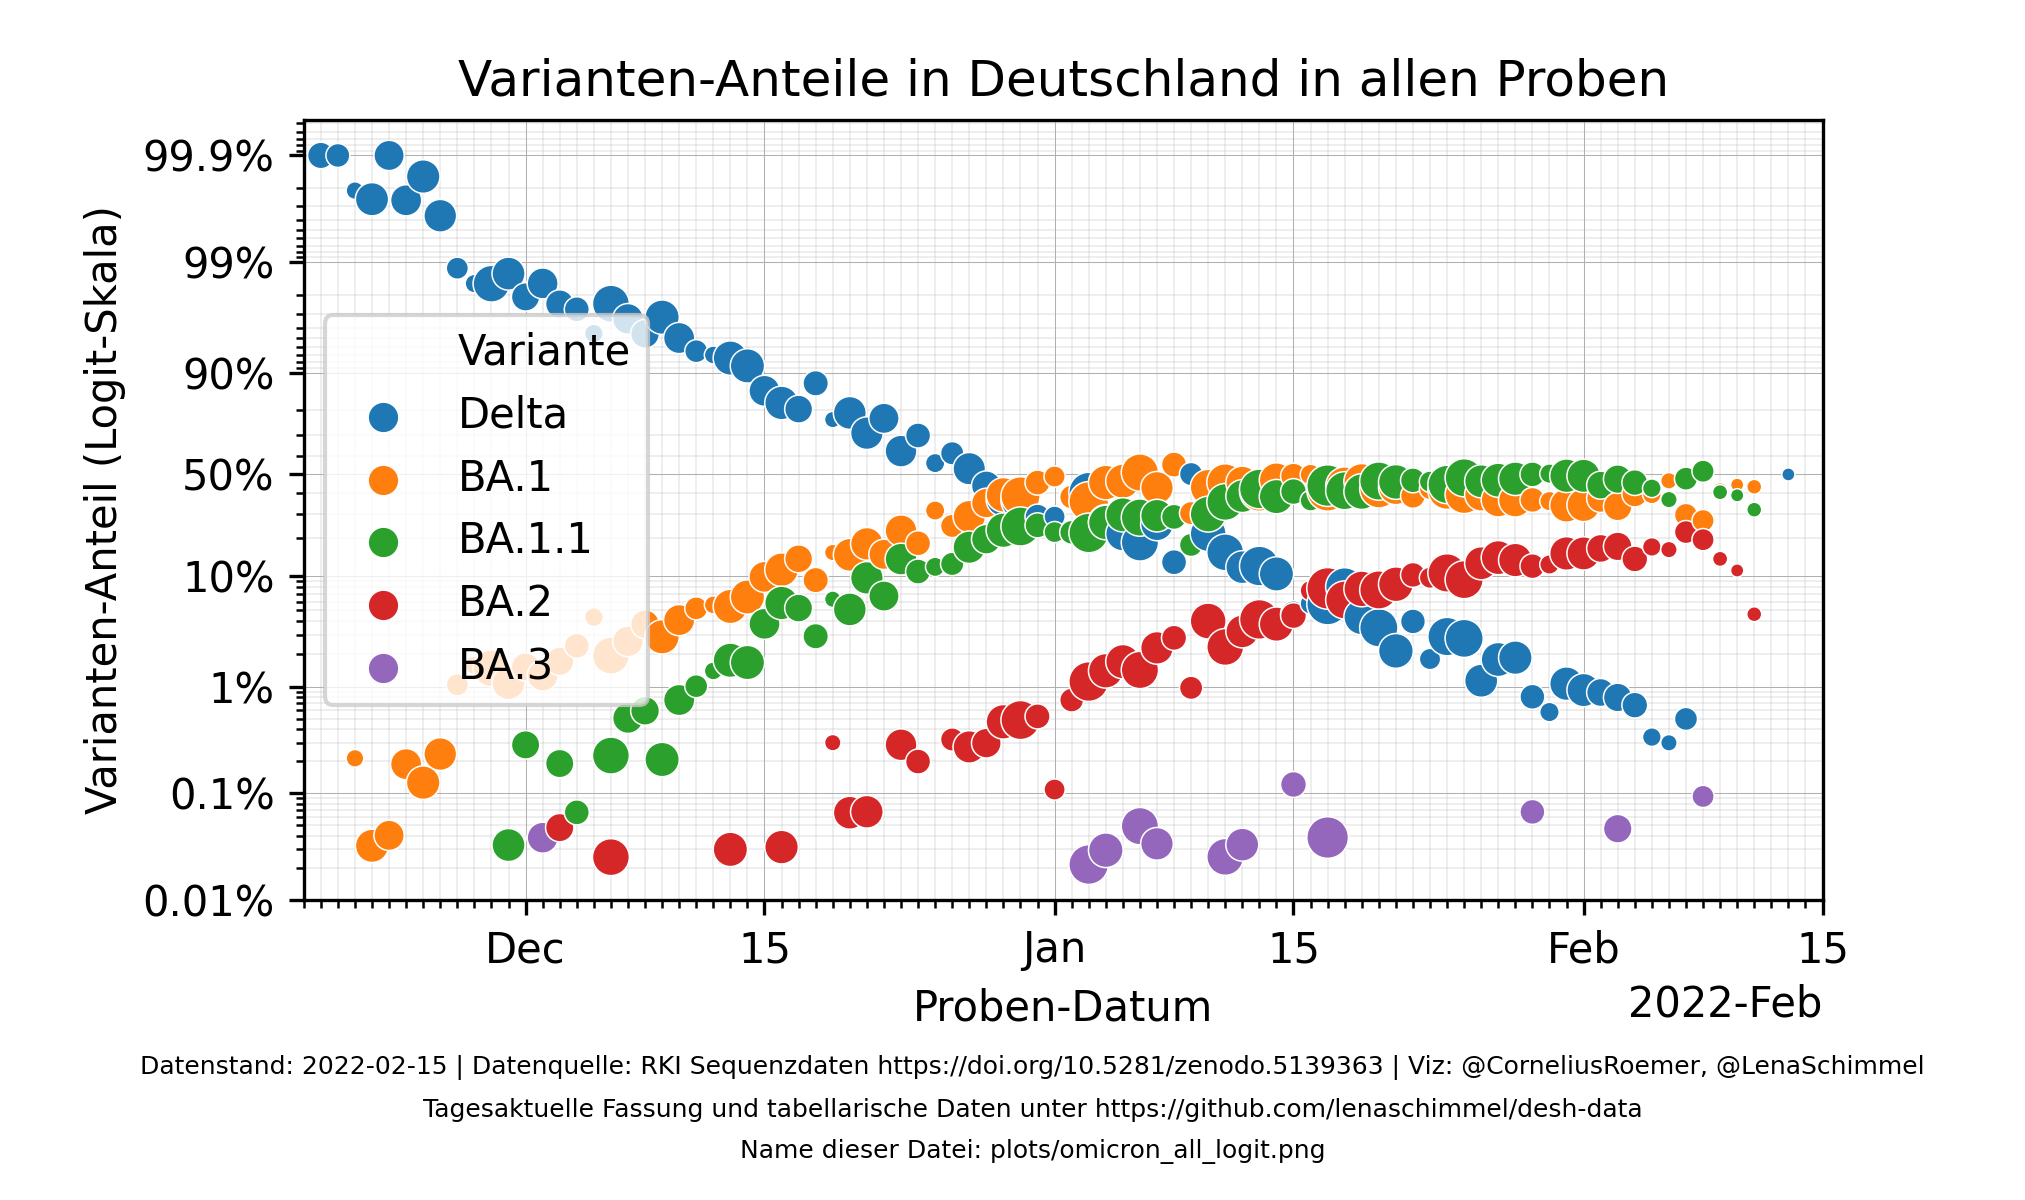 Varianten-Anteile in Deutschland in allen Proben
Varianten-Anteil (Logit-Skala)
99.9%
99%
90%
50%
10%
1%
0.1%
0.01%
Variante
Delta
BA.1
BA.1.1
BA.2
BA.3
Dec 15 Jan 15 Feb 15
Proben-Datum
2022-Feb
Datenstand: 2022-02-15 | Datenquelle: RKI Sequenzdaten https://doi.org/10.5281/zenodo.5139363 | Viz: @CorneliusRoemer, @LenaSchimmel
Tagesaktuelle Fassung und tabellarische Daten unter https://github.com/lenaschimmel/desh-data
Name dieser Datei: plots/omicron_all_logit.png